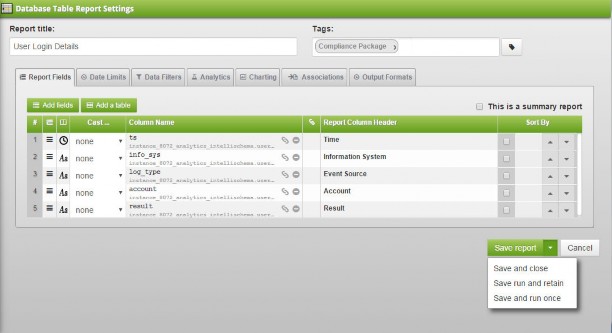 Database Table Report Settings
Report title: Tags:
User Login Details Compliance Package
Report Fields Date Limits Data Filters Analytics Charting Associations Output Formats
Add fields Add a table This is a summary report
# Cast ... Column Name Report Column Header Sort By
1 none ts Time
instance_8072_analytics_intellischema.user...
2 Aa none info_sys Information System
instance_8072_analytics_intellischema.user...
3 Aa none log_type Event Source
instance_8072_analytics_intellischema.user...
4 Aa none account Account
instance_8072_analytics_intellischema.user...
5 Aa none result Result
instance_8072_analytics_intellischema.user...
Save report Cancel
Save and close
Save run and retain
Save and run once